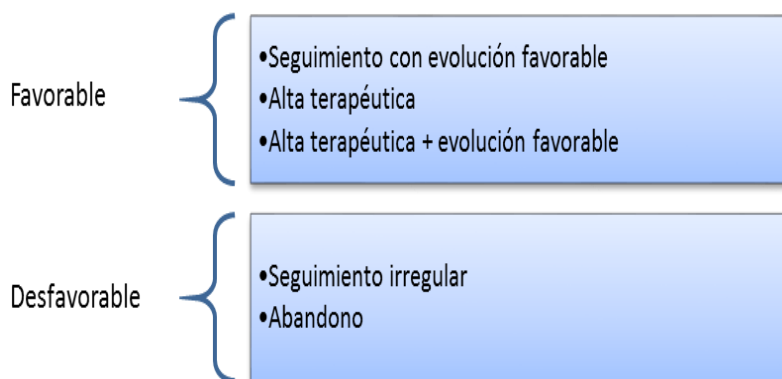 Favorable
•Seguimiento con evolución favorable
•Alta terapéutica
•Alta terapéutica + evolución favorable
Desfavorable
•Seguimiento irregular
•Abandono